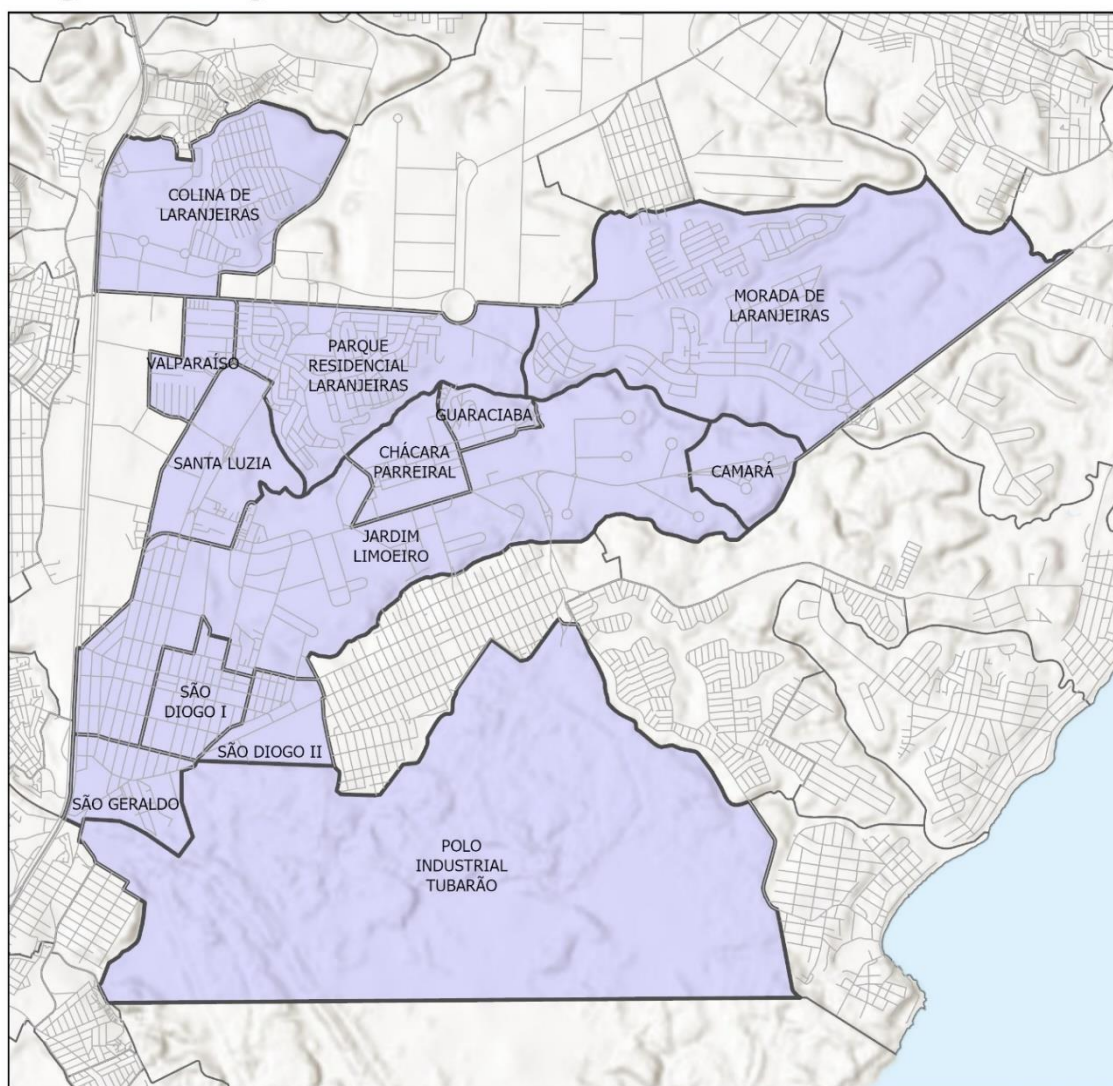 COLINA DE
LARANJEIRAS
MORADA DE
LARANJEIRAS
PARQUE
RESIDENCIAL
LARANJEIRAS
VALPARAÍSO
GUARACIABA
CHÁCARA
PARREIRAL
SANTA LUZIA
CAMARÁ
JARDIM
LIMOEIRO
SÃO
DIOGO I
SÃO DIOGO II
SÃO GERALDO
POLO
INDUSTRIAL
TUBARÃO